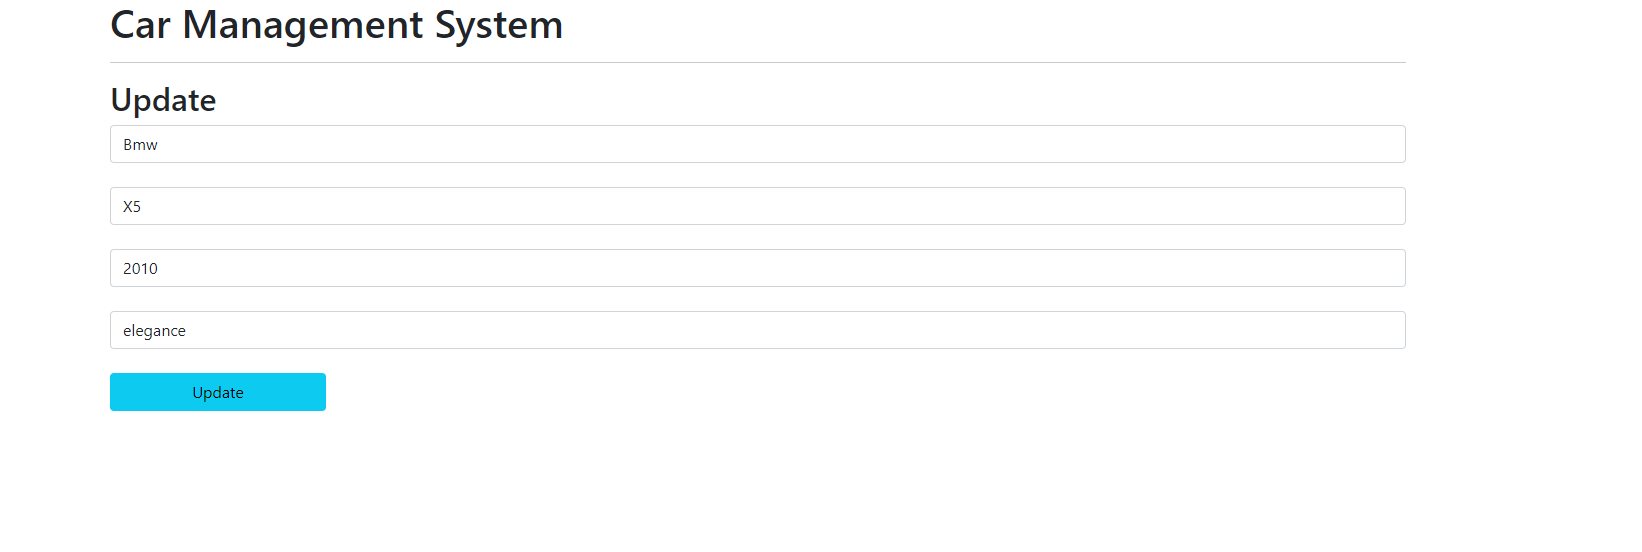 Car Management System
Update
Bmw
X5
2010
elegance
Update